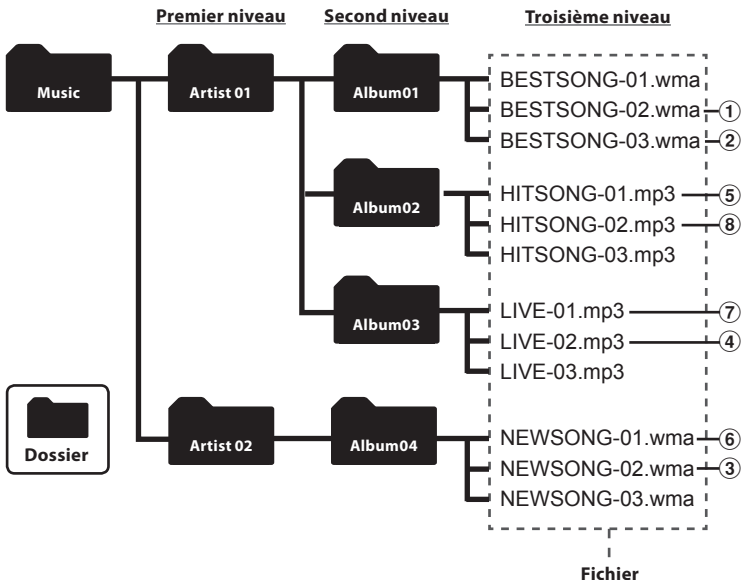 Premier niveau Second niveau Troisième niveau
Music Artist 01 Album01 BESTSONG-01.wma
BESTSONG-02.wma ①
BESTSONG-03.wma ②
Album02 HITSONG-01.mp3 ⑤
HITSONG-02.mp3 ⑧
HITSONG-03.mp3
Album03 LIVE-01.mp3 ⑦
LIVE-02.mp3 ④
LIVE-03.mp3
Dossier
Artist 02 Album04 NEWSONG-01.wma ⑥
NEWSONG-02.wma ③
NEWSONG-03.wma
Fichier